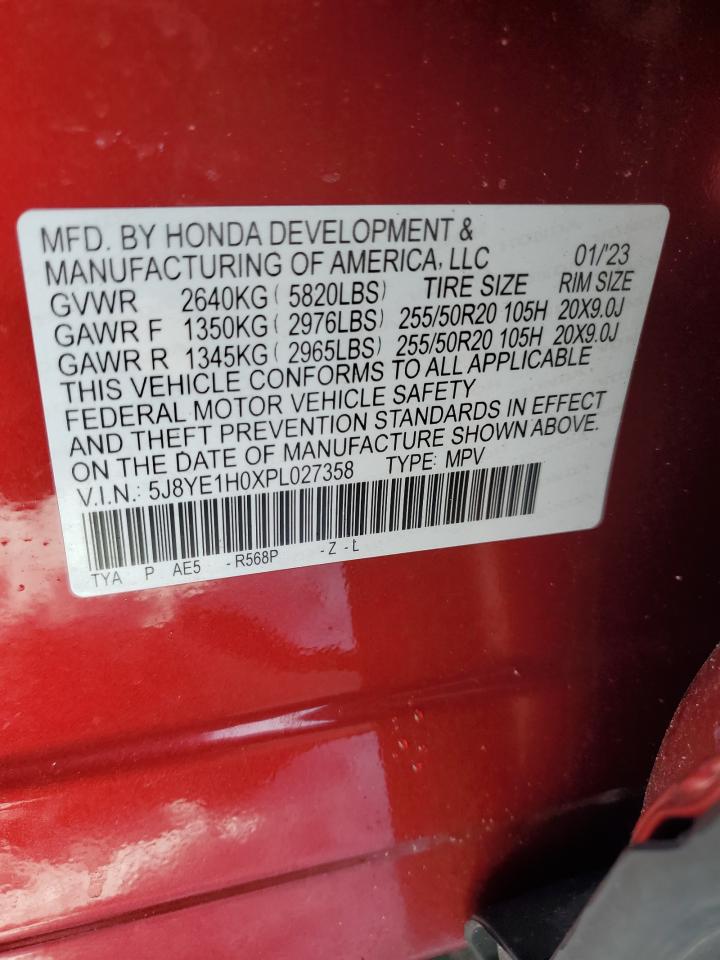 MFD. BY HONDA DEVELOPMENT &
MANUFACTURING OF AMERICA, LLC 01/'23
GVWR 2640KG ( 5820LBS) TIRE SIZE RIM SIZE
GAWR F 1350KG ( 2976LBS) 255/50R20 105H 20X9.0J
GAWR R 1345KG ( 2965LBS) 255/50R20 105H 20X9.0J
THIS VEHICLE CONFORMS TO ALL APPLICABLE
FEDERAL MOTOR VEHICLE SAFETY
AND THEFT PREVENTION STANDARDS IN EFFECT
ON THE DATE OF MANUFACTURE SHOWN ABOVE.
V.I.N.: 5J8YE1H0XPL027358 TYPE: MPV
TYA P AE5 - R568P - Z - L